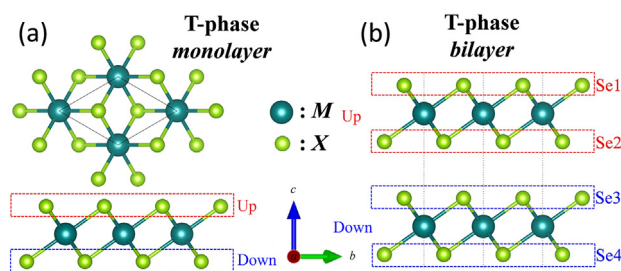 (a)
T-phase
monolayer
: M
: X
Up
Down
c
b
(b)
T-phase
bilayer
Up
Se1
Se2
Down
Se3
Se4